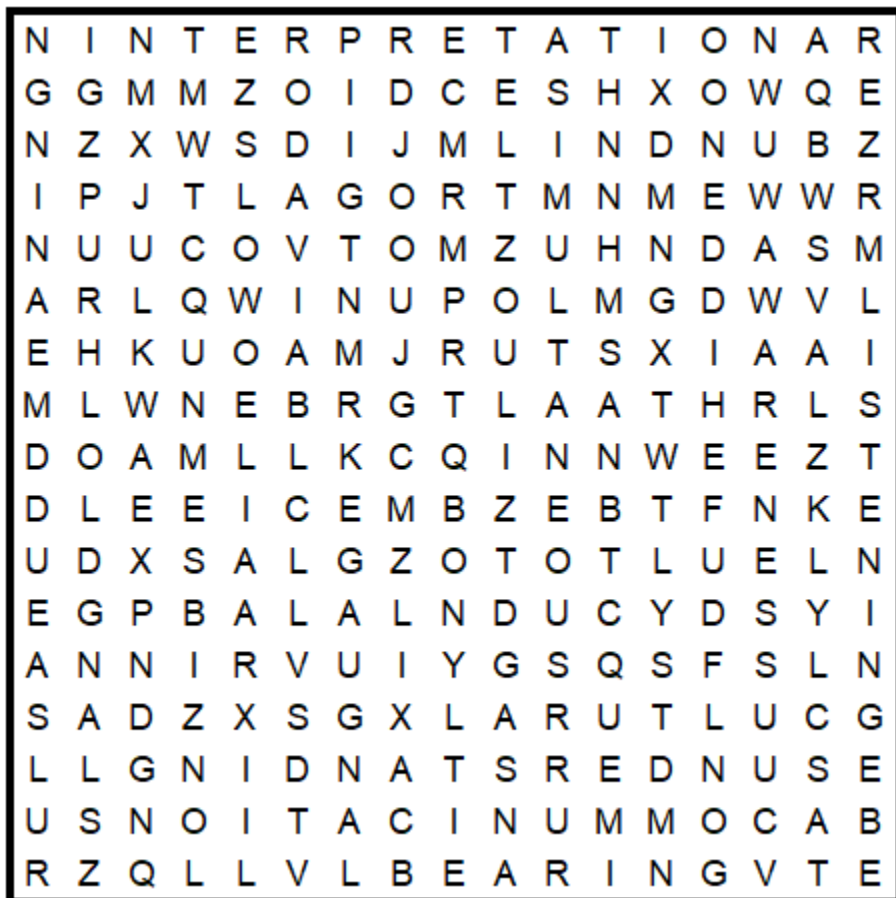 N I N T E R P R E T A T I O N A R
G G M M Z O I D C E S H X O W Q E
N Z X W S D I J M L I N D N U B Z
I P J T L A G O R T M N M E W W R
N U U C O V T O M Z U H N D A S M
A R L Q W I N U P O L M G D W V L
E H K U O A M J R U T S X I A A I
M L W N E B R G T L A A T H R L S
D O A M L L K C Q I N N W E E Z T
D L E E I C E M B Z E B T F N K E
U D X S A L G Z O T O T L U E L N
E G P B A L A L N D U C Y D S Y I
A N N I R V U I Y G S Q S F S L N
S A D Z X S G X L A R U T L U C G
L L G N I D N A T S R E D N U S E
U S N O I T A C I N U M M O C A B
R Z Q L L V L B E A R I N G V T E